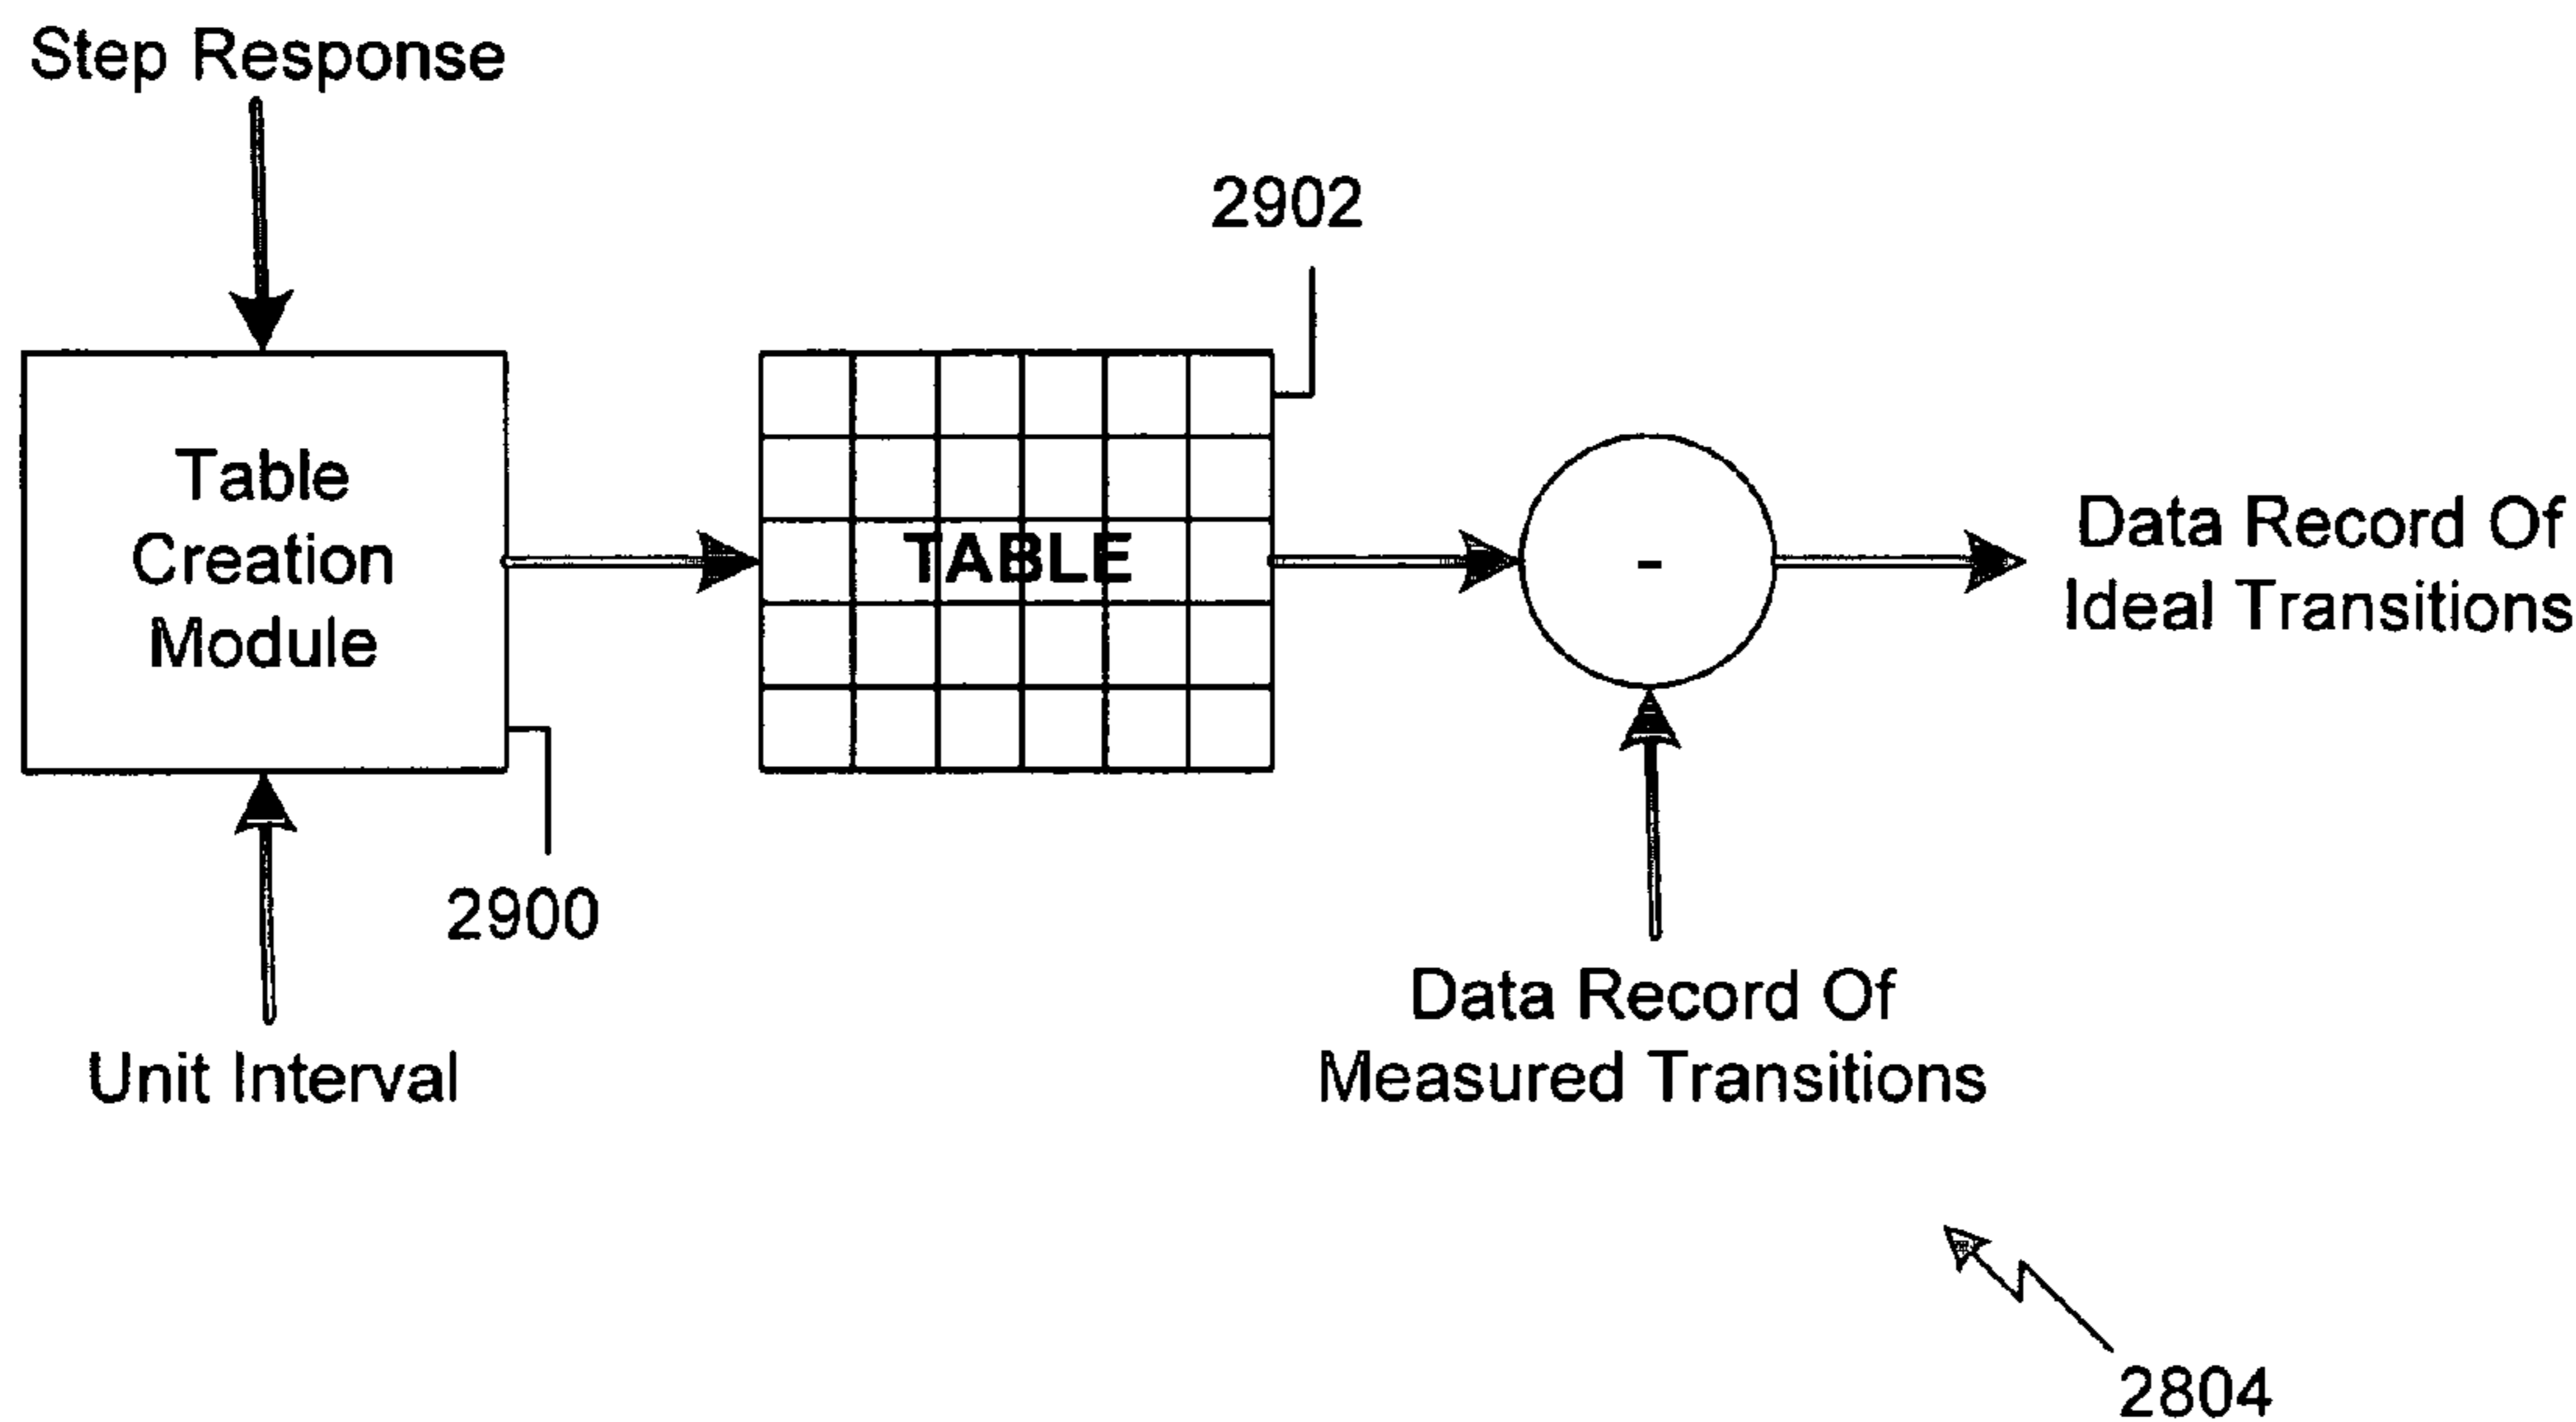 Step Response
2902
Table
Creation
Module
TABLE
-
Data Record Of
Ideal Transitions
2900
Unit Interval
Data Record Of
Measured Transitions
2804